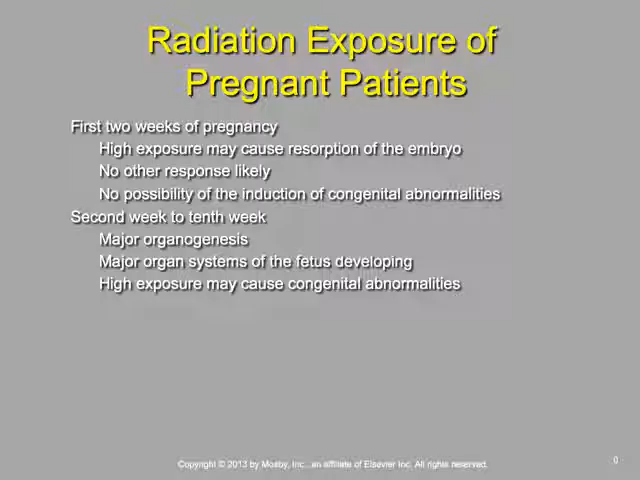 Radiation Exposure of
Pregnant Patients
First two weeks of pregnancy
High exposure may cause resorption of the embryo
No other response likely
No possibility of the induction of congenital abnormalities
Second week to tenth week
Major organogenesis
Major organ systems of the fetus developing
High exposure may cause congenital abnormalities
Copyright © 2013 by Mosby, Inc., an affiliate of Elsevier Inc. All rights reserved.
0